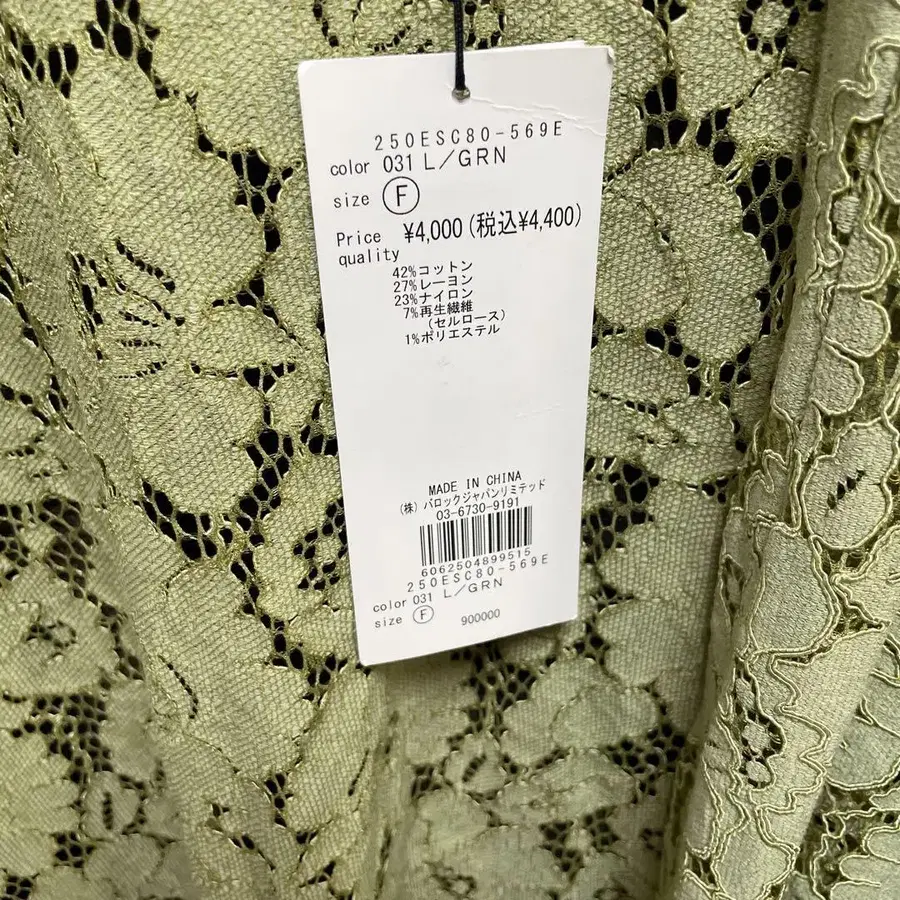 250ESC80-569E
color 031 L/GRN
size F
Price ¥4,000(税込¥4,400)
quality
42%コットン
27%レーヨン
23%ナイロン
7%再生繊維
(セルロース)
1%ポリエステル
MADE IN CHINA
(株) バロックジャパンリミテッド
03-6730-9191
6062504899515
250ESC80-569E
color 031 L/GRN
size F
900000